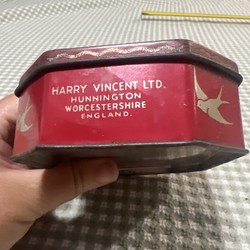 HARRY VINCENT LTD.
HUNNINGTON
WORCESTERSHIRE
ENGLAND.